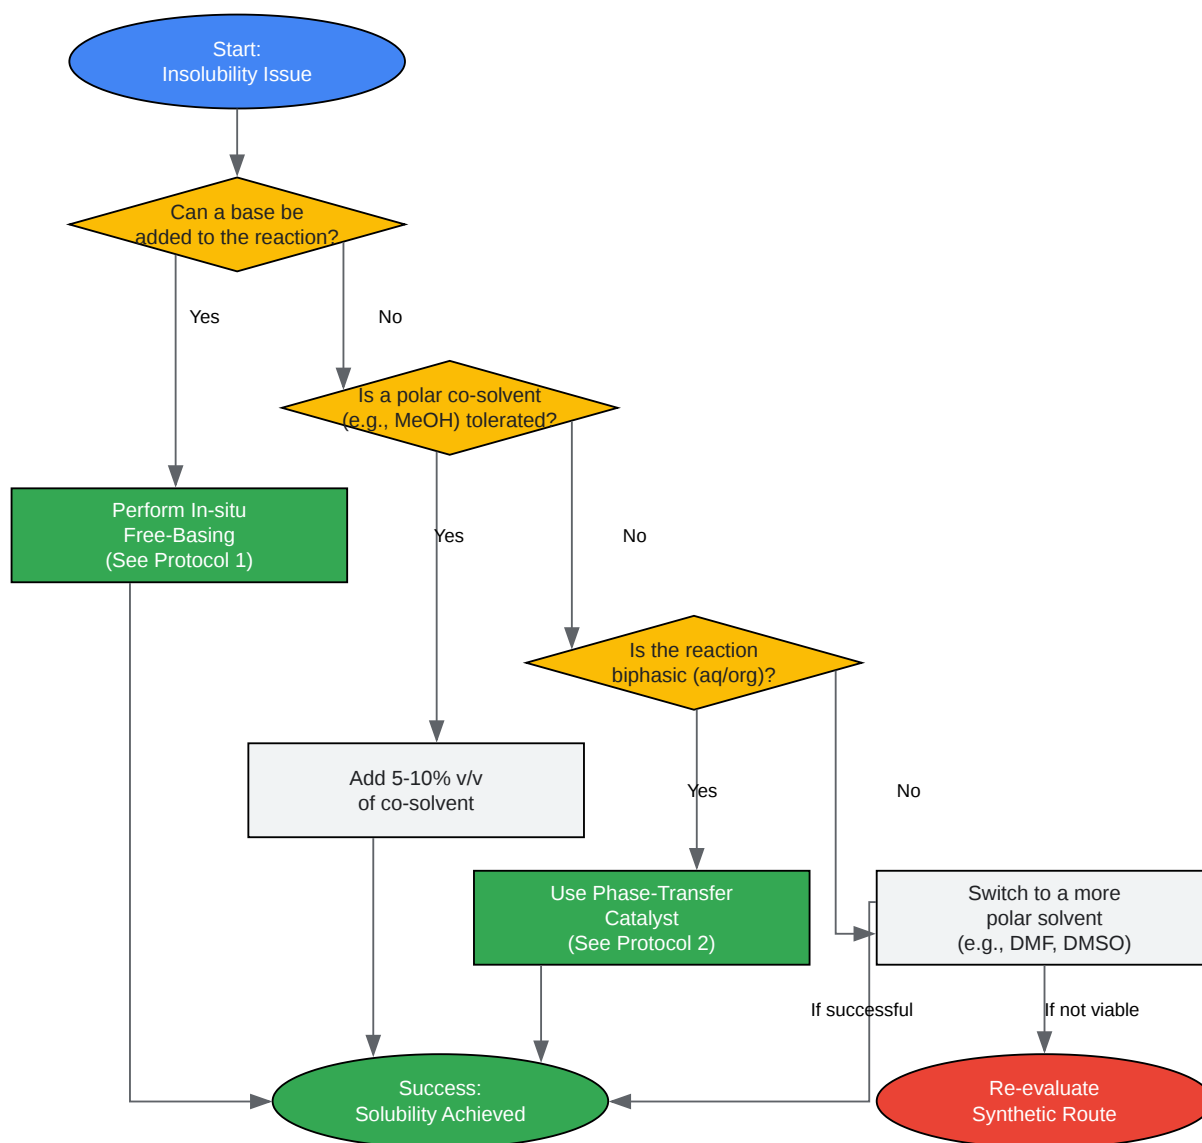 Start:
Insolubility Issue
Can a base be
added to the reaction?
Yes
No
Is a polar co-solvent
(e.g., MeOH) tolerated?
Perform In-situ
Free-Basing
(See Protocol 1)
Yes
No
Is the reaction
biphasic (aq/org)?
Add 5-10% v/v
of co-solvent
Yes
No
Use Phase-Transfer
Catalyst
(See Protocol 2)
Switch to a more
polar solvent
(e.g., DMF, DMSO)
If successful
If not viable
Success:
Solubility Achieved
Re-evaluate
Synthetic Route